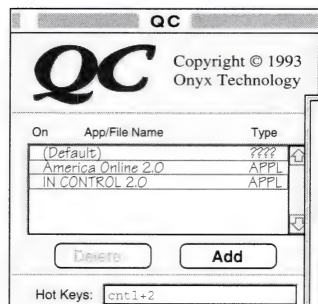 QC
QC
Copyright © 1993
Onyx Technology
On App/File Name Type
(Default) ????
America Online 2.0 APPL
IN CONTROL 2.0 APPL
Delete Add
Hot Keys: cntl+2